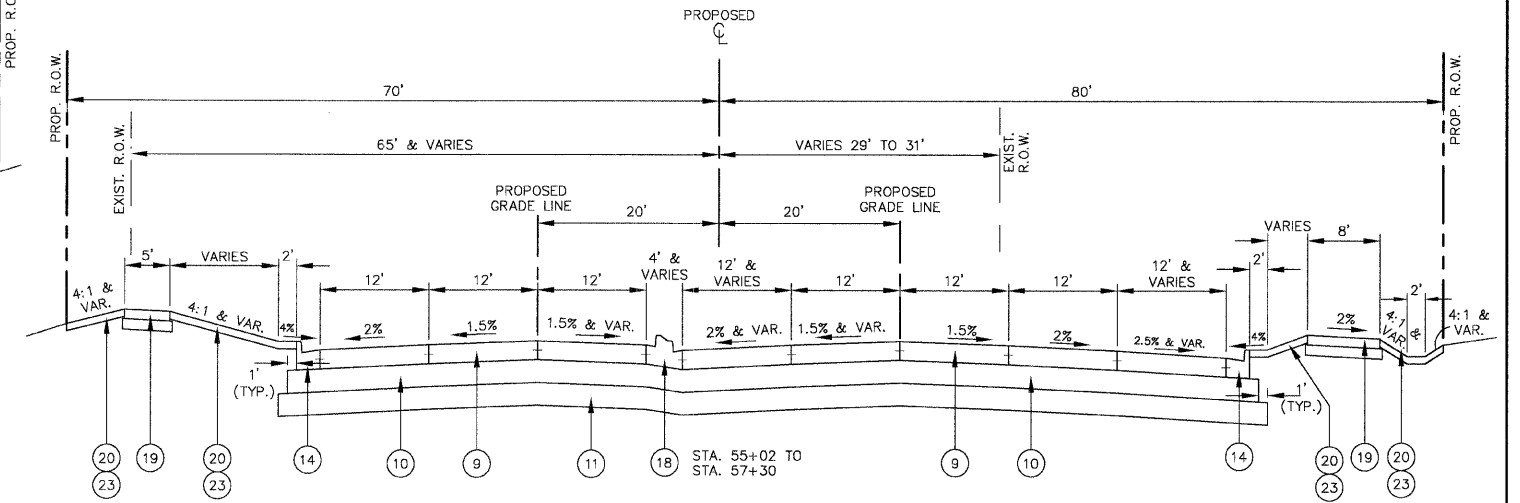 PROP. R.O.W.
PROPOSED
℄
70'
80'
PROP. R.O.W.
EXIST. R.O.W.
65' & VARIES
VARIES 29' TO 31'
EXIST.
R.O.W.
PROP. R.O.W.
PROPOSED
GRADE LINE
20'
20'
PROPOSED
GRADE LINE
5'
VARIES
2'
12'
12'
12'
4' &
VARIES
12' &
VARIES
12'
12'
12'
12' &
VARIES
VARIES
2'
8'
2'
4:1 &
VAR.
4:1 & VAR.
4%
2%
1.5%
1.5% & VAR.
2% & VAR.
1.5% & VAR.
1.5%
2%
2.5% & VAR.
4%
2%
4:1 &
VAR.
4:1 &
VAR.
1'
(TYP.)
1'
(TYP.)
20
23
19
20
23
14
10
9
11
18
STA. 55+02 TO
STA. 57+30
9
10
14
20
23
19
20
23